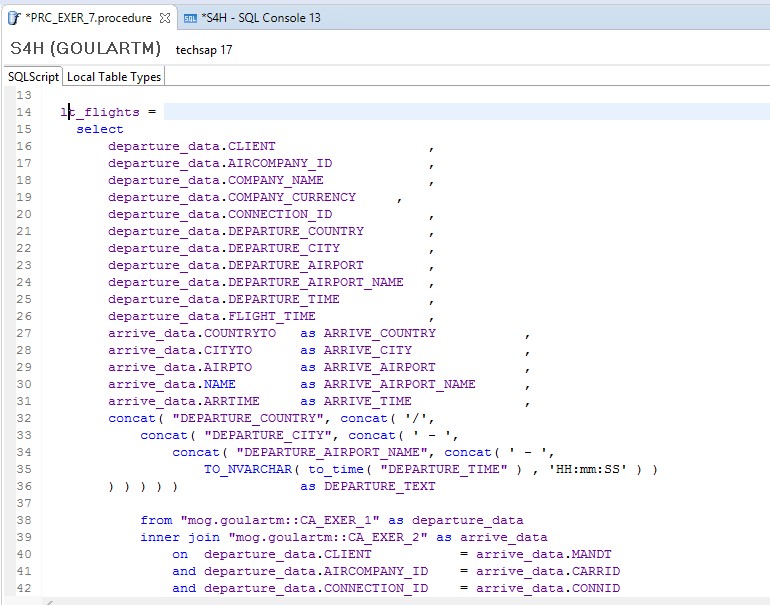 *PRC_EXER_7.procedure *S4H - SQL Console 13
S4H (GOULARTM) techsap 17
SQLScript Local Table Types
13
14 lt_flights =
15 select
16 departure_data.CLIENT ,
17 departure_data.AIRCOMPANY_ID ,
18 departure_data.COMPANY_NAME ,
19 departure_data.COMPANY_CURRENCY ,
20 departure_data.CONNECTION_ID ,
21 departure_data.DEPARTURE_COUNTRY ,
22 departure_data.DEPARTURE_CITY ,
23 departure_data.DEPARTURE_AIRPORT ,
24 departure_data.DEPARTURE_AIRPORT_NAME ,
25 departure_data.DEPARTURE_TIME ,
26 departure_data.FLIGHT_TIME ,
27 arrive_data.COUNTRYTO as ARRIVE_COUNTRY ,
28 arrive_data.CITYTO as ARRIVE_CITY ,
29 arrive_data.AIRPTO as ARRIVE_AIRPORT ,
30 arrive_data.NAME as ARRIVE_AIRPORT_NAME ,
31 arrive_data.ARRTIME as ARRIVE_TIME ,
32 concat( "DEPARTURE_COUNTRY", concat( '/',
33 concat( "DEPARTURE_CITY", concat( ' - ',
34 concat( "DEPARTURE_AIRPORT_NAME", concat( ' - ',
35 TO_NVARCHAR( to_time( "DEPARTURE_TIME" ) , 'HH:mm:SS' ) )
36 ) ) ) ) ) as DEPARTURE_TEXT
37
38 from "mog.goulartm::CA_EXER_1" as departure_data
39 inner join "mog.goulartm::CA_EXER_2" as arrive_data
40 on departure_data.CLIENT = arrive_data.MANDT
41 and departure_data.AIRCOMPANY_ID = arrive_data.CARRID
42 and departure_data.CONNECTION_ID = arrive_data.CONNID